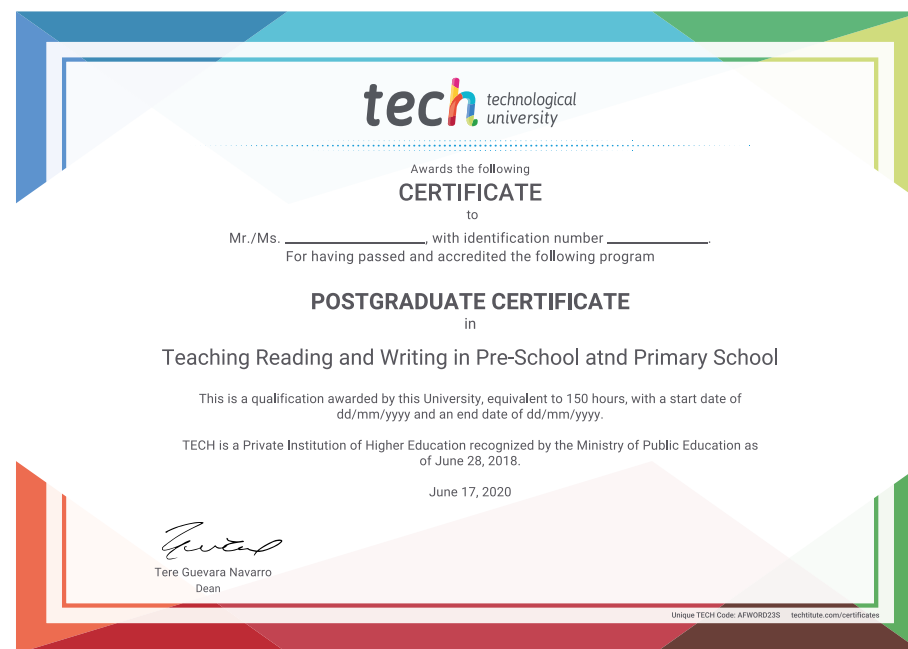 tech technological
university
Awards the following
CERTIFICATE
to
Mr./Ms. ____________________, with identification number ______________.
For having passed and accredited the following program
POSTGRADUATE CERTIFICATE
in
Teaching Reading and Writing in Pre-School atnd Primary School
This is a qualification awarded by this University, equivalent to 150 hours, with a start date of
dd/mm/yyyy and an end date of dd/mm/yyyy.
TECH is a Private Institution of Higher Education recognized by the Ministry of Public Education as
of June 28, 2018.
June 17, 2020
Tere Guevara Navarro
Dean
Unique TECH Code: AFWORD23S techtitute.com/certificates